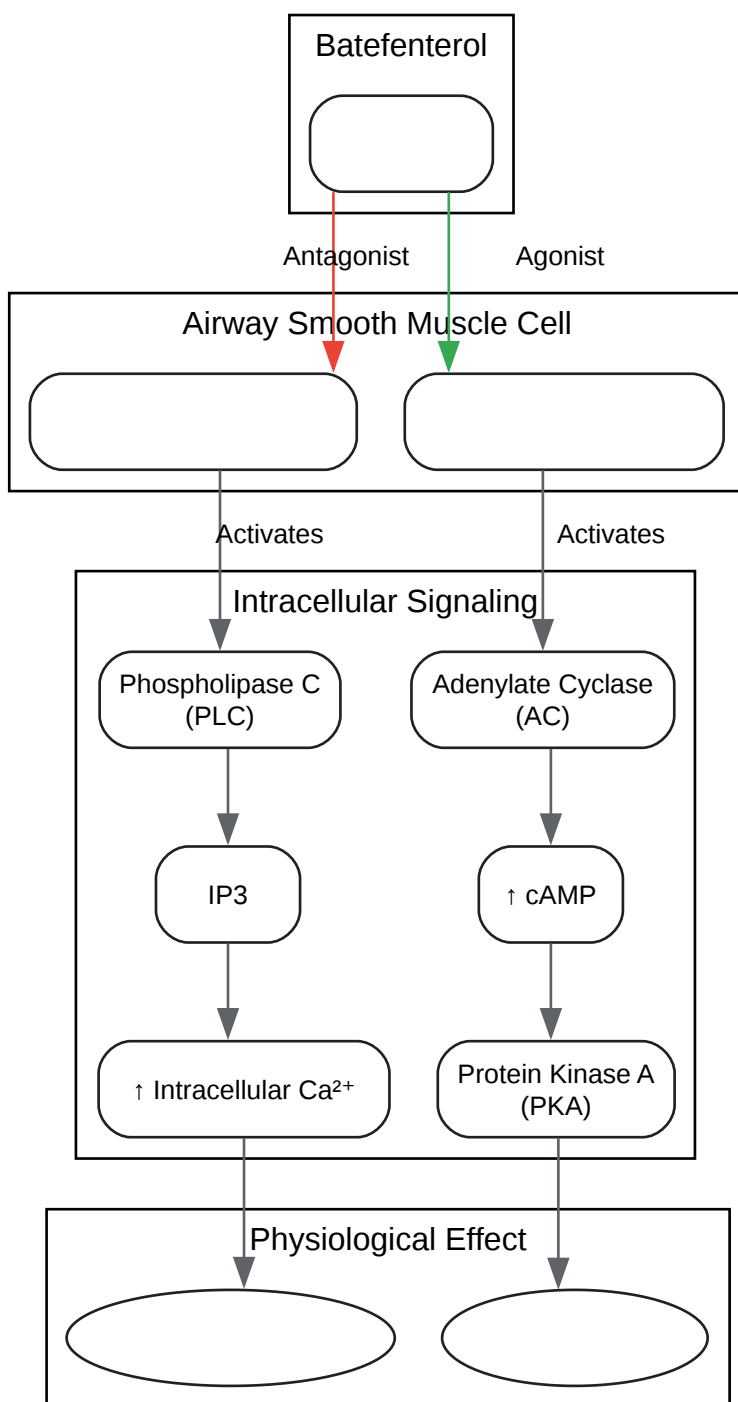 Batefenterol
Antagonist
Agonist
Airway Smooth Muscle Cell
Activates
Activates
Intracellular Signaling
Phospholipase C
(PLC)
Adenylate Cyclase
(AC)
IP3
↑ cAMP
↑ Intracellular Ca²⁺
Protein Kinase A
(PKA)
Physiological Effect